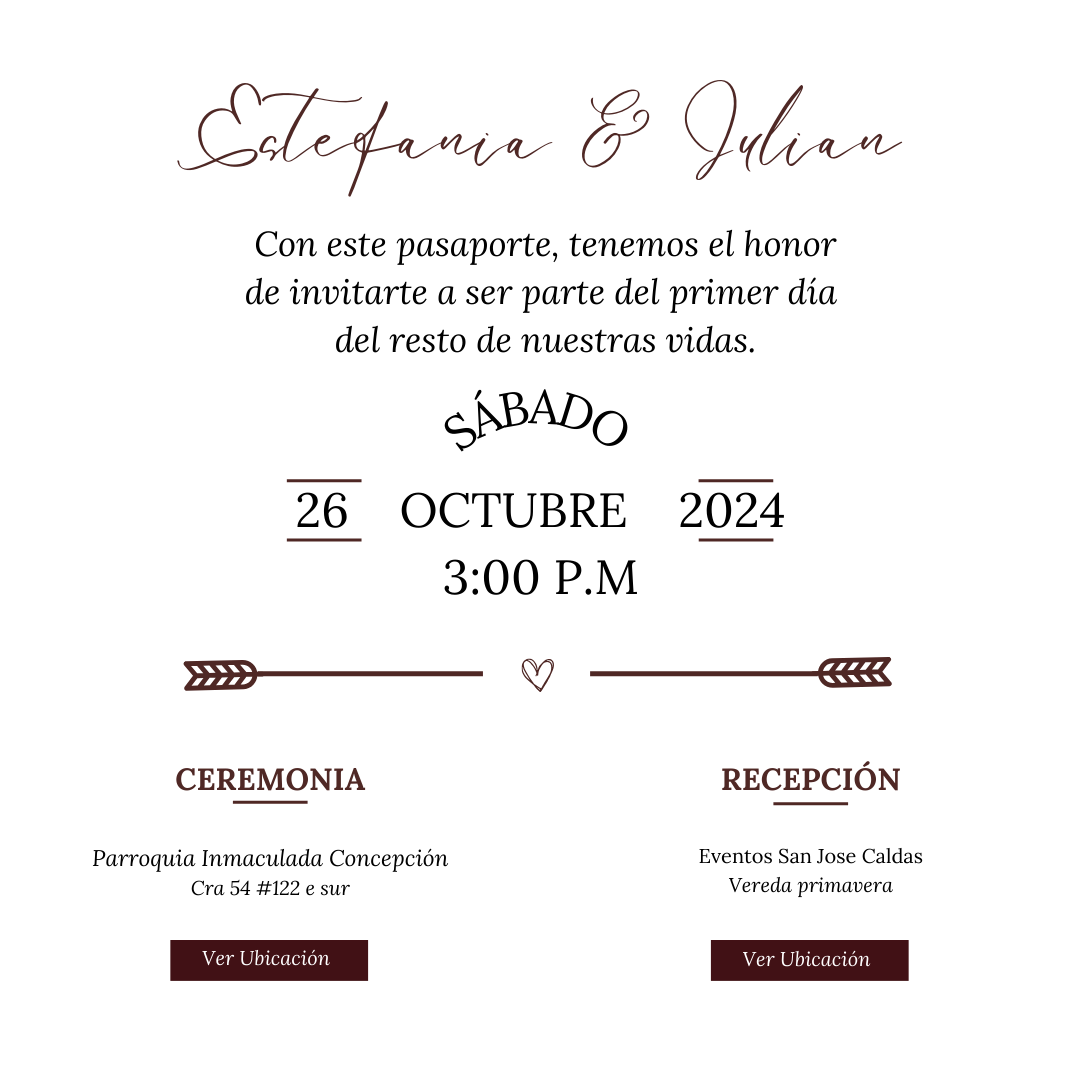 Estefania & Julian
Con este pasaporte, tenemos el honor
de invitarte a ser parte del primer día
del resto de nuestras vidas.
SÁBADO
26 OCTUBRE 2024
3:00 P.M
CEREMONIA
Parroquia Inmaculada Concepción
Cra 54 #122 e sur
Ver Ubicación
RECEPCIÓN
Eventos San Jose Caldas
Vereda primavera
Ver Ubicación